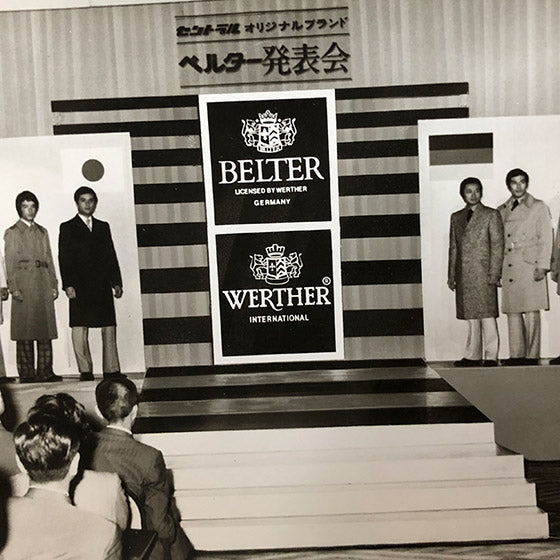 セントラル オリジナルブランド
ベルター発表会
BELTER
LICENSED BY WERTHER
GERMANY
WERTHER®
INTERNATIONAL